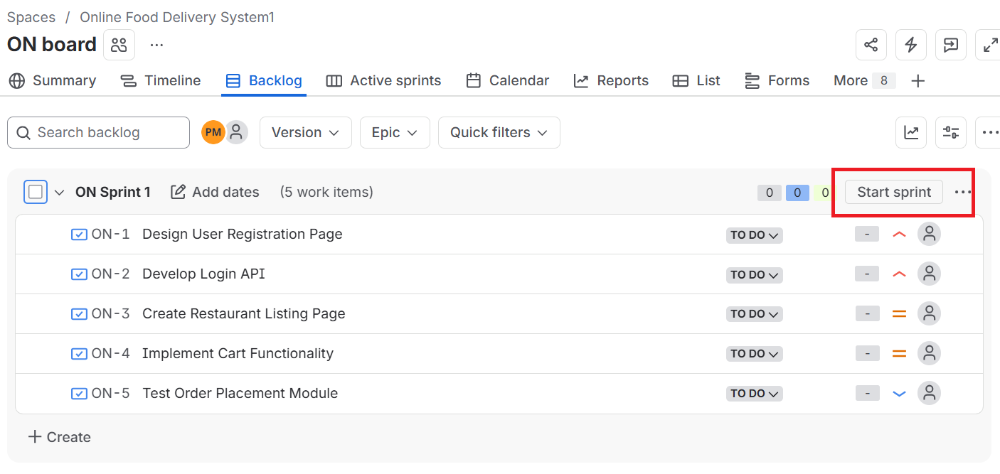 Spaces / Online Food Delivery System1
ON board
Summary Timeline Backlog Active sprints Calendar Reports List Forms More 8
Search backlog PM Version Epic Quick filters
ON Sprint 1 Add dates (5 work items) 0 0 0 Start sprint
ON-1 Design User Registration Page TO DO -
ON-2 Develop Login API TO DO -
ON-3 Create Restaurant Listing Page TO DO -
ON-4 Implement Cart Functionality TO DO -
ON-5 Test Order Placement Module TO DO -
+ Create